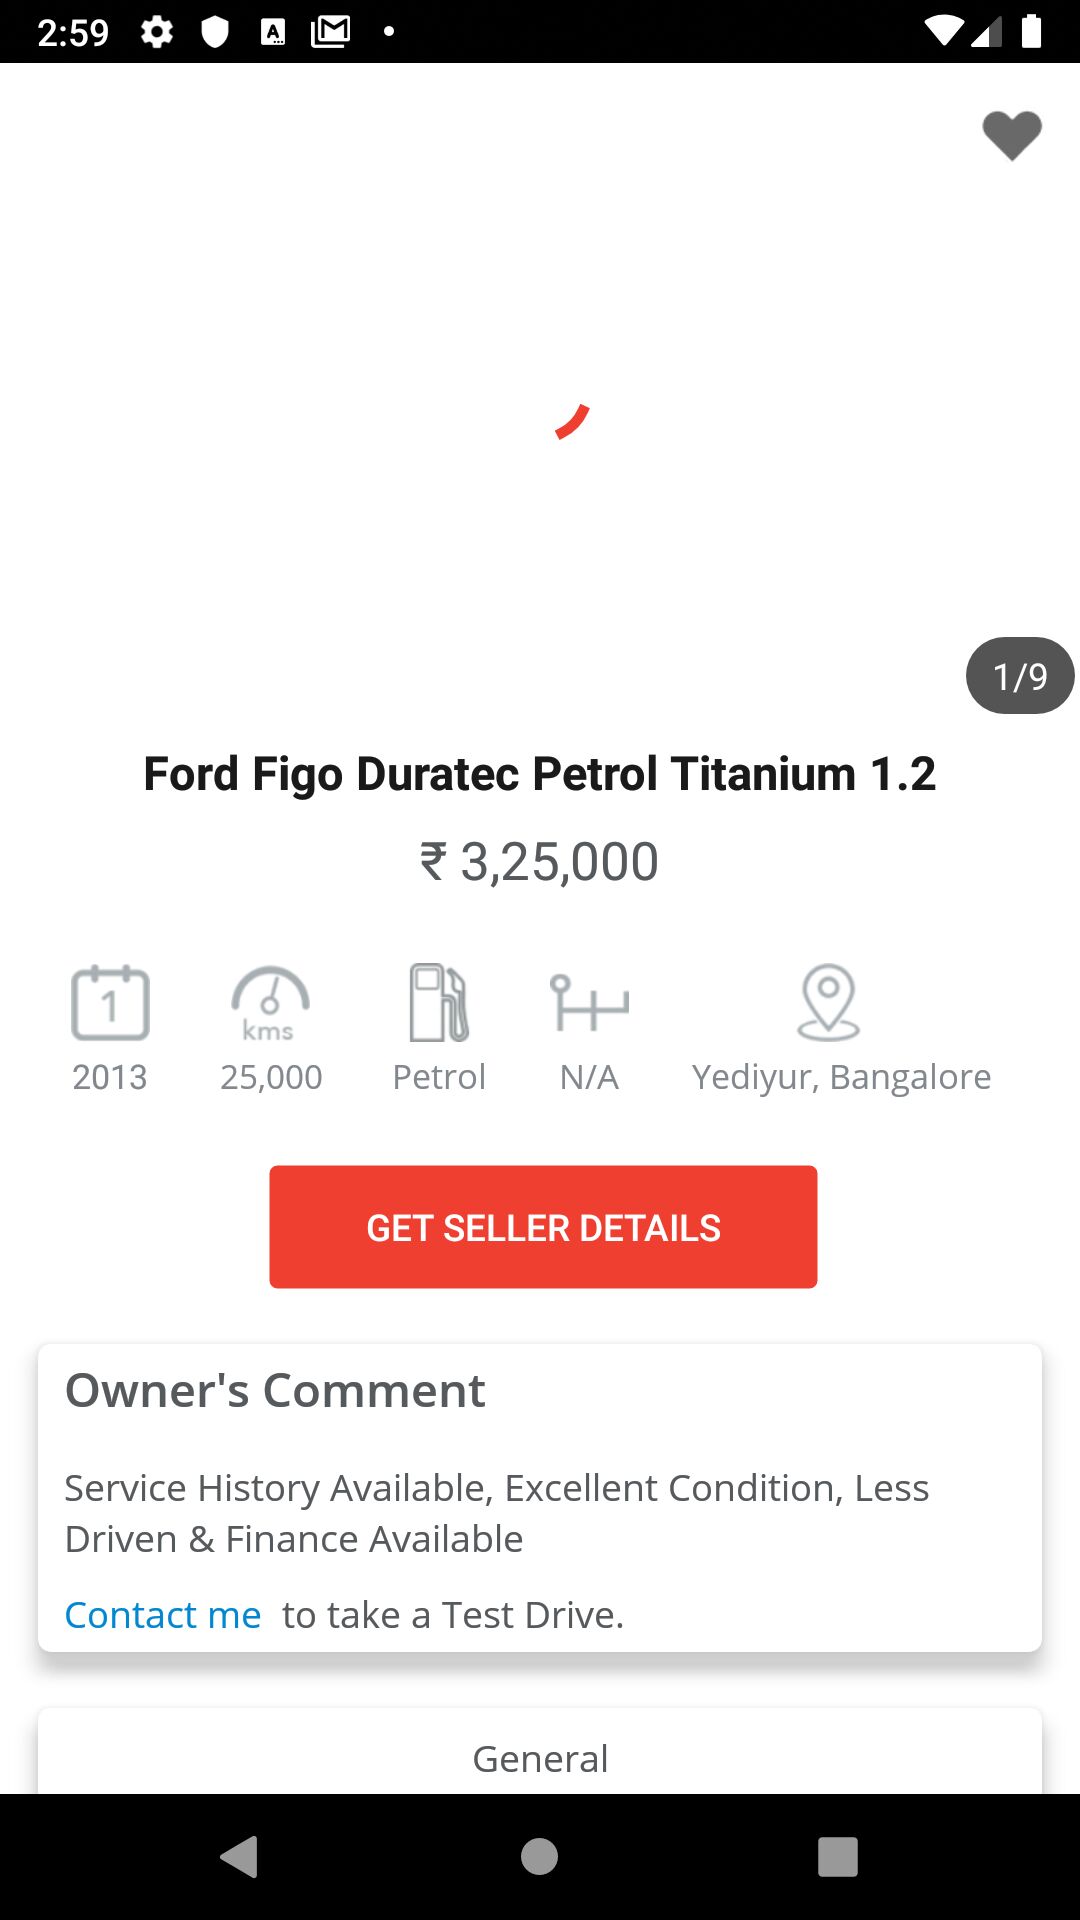 2:59
1/9
Ford Figo Duratec Petrol Titanium 1.2
₹ 3,25,000
1
kms
2013
25,000
Petrol
N/A
Yediyur, Bangalore
GET SELLER DETAILS
Owner's Comment
Service History Available, Excellent Condition, Less
Driven & Finance Available
Contact me to take a Test Drive.
General